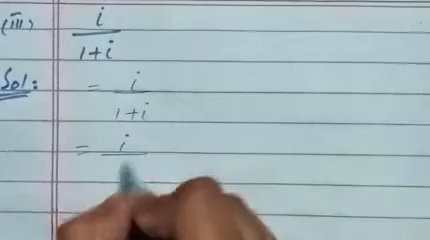 (iii) i/1+i
Sol: = i/1+i
= i/